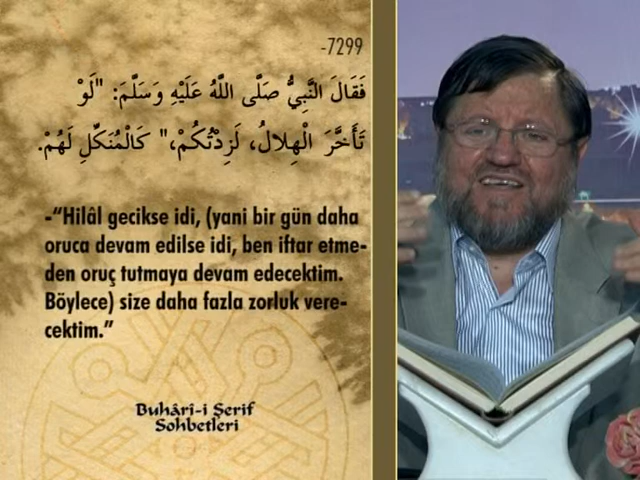 -7299
فَقَالَ النَّبِيُّ صَلَّى اللَّهُ عَلَيْهِ وَسَلَّمَ: "لَوْ
تَأَخَّرَ الْهِلَالُ، لَزِدْتُكُمْ،" كَالْمُنَكِّلِ لَهُمْ.
-“Hilâl gecikse idi, (yani bir gün daha
oruca devam edilse idi, ben iftar etme-
den oruç tutmaya devam edecektim.
Böylece) size daha fazla zorluk vere-
cektim.”
Buhârî-i Şerif
Sohbetleri